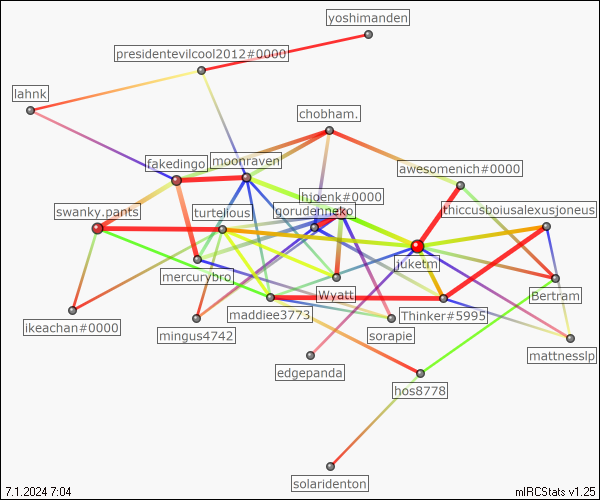 yoshimanden
presidentevilcool2012#0000
lahnk
chobham.
fakedingo
moonraven
awesomenich#0000
hjoenk#0000
swanky.pants
turtellous
gorudenneko
thiccusboiusalexusjoneus
mercurybro
juketm
Wyatt
Bertram
ikeachan#0000
maddiee3773
Thinker#5995
mingus4742
sorapie
mattnesslp
edgepanda
hos8778
solaridenton
7.1.2024 7:04
mIRCStats v1.25